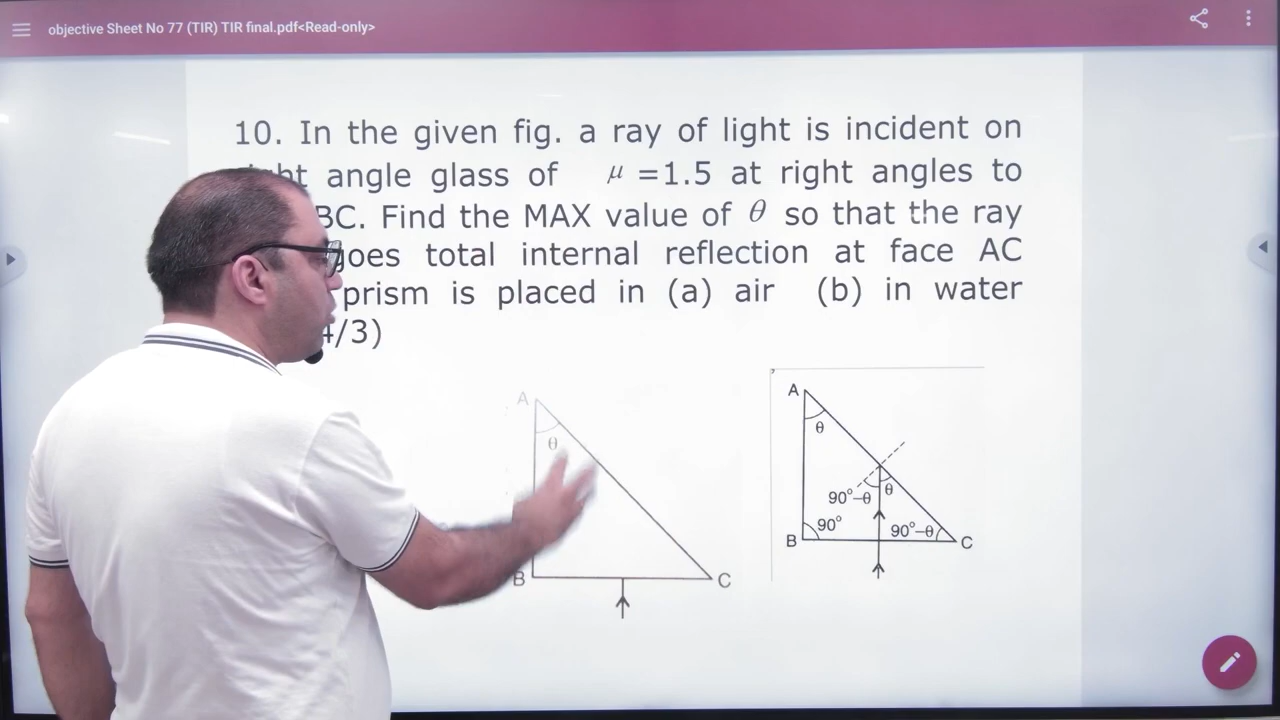 objective Sheet No 77 (TIR) TIR final.pdf<Read-only>
10. In the given fig. a ray of light is incident on
angle glass of μ =1.5 at right angles to
BC. Find the MAX value of θ so that the ray
total internal reflection at face AC
prism is placed in (a) air (b) in water
4/3)
A
θ
B
C
A
θ
90°-θ
θ
90°
90°-θ
B
C